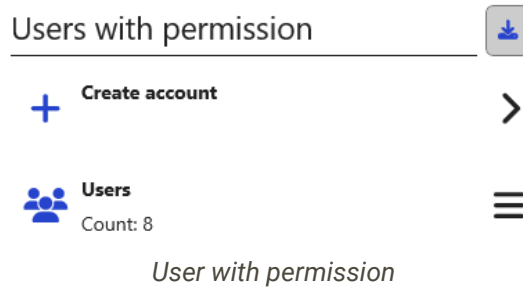 Users with permission
Create account
Users
Count: 8
User with permission